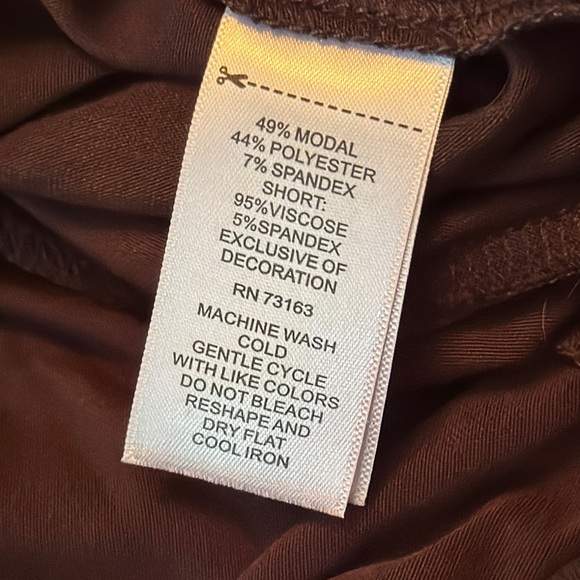 49% MODAL
44% POLYESTER
7% SPANDEX
SHORT:
95%VISCOSE
5%SPANDEX
EXCLUSIVE OF
DECORATION
RN 73163
MACHINE WASH
COLD
GENTLE CYCLE
WITH LIKE COLORS
DO NOT BLEACH
RESHAPE AND
DRY FLAT
COOL IRON